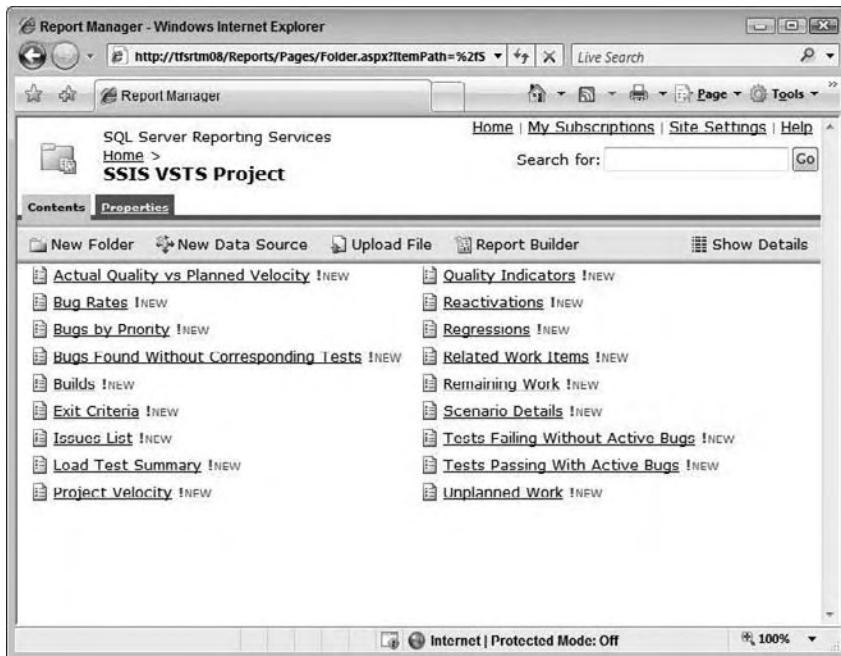 Report Manager - Windows Internet Explorer
http://tfsrtm08/Reports/Pages/Folder.aspx?ItemPath=%2fS
Live Search
Report Manager
Page
Tools
Home | My Subscriptions | Site Settings | Help
SQL Server Reporting Services
Home >
SSIS VSTS Project
Search for:
Go
Contents
Properties
New Folder
New Data Source
Upload File
Report Builder
Show Details
Actual Quality vs Planned Velocity !NEW
Bug Rates !NEW
Bugs by Priority !NEW
Bugs Found Without Corresponding Tests !NEW
Builds !NEW
Exit Criteria !NEW
Issues List !NEW
Load Test Summary !NEW
Project Velocity !NEW
Quality Indicators !NEW
Reactivations !NEW
Regressions !NEW
Related Work Items !NEW
Remaining Work !NEW
Scenario Details !NEW
Tests Failing Without Active Bugs !NEW
Tests Passing With Active Bugs !NEW
Unplanned Work !NEW
Internet | Protected Mode: Off
100%